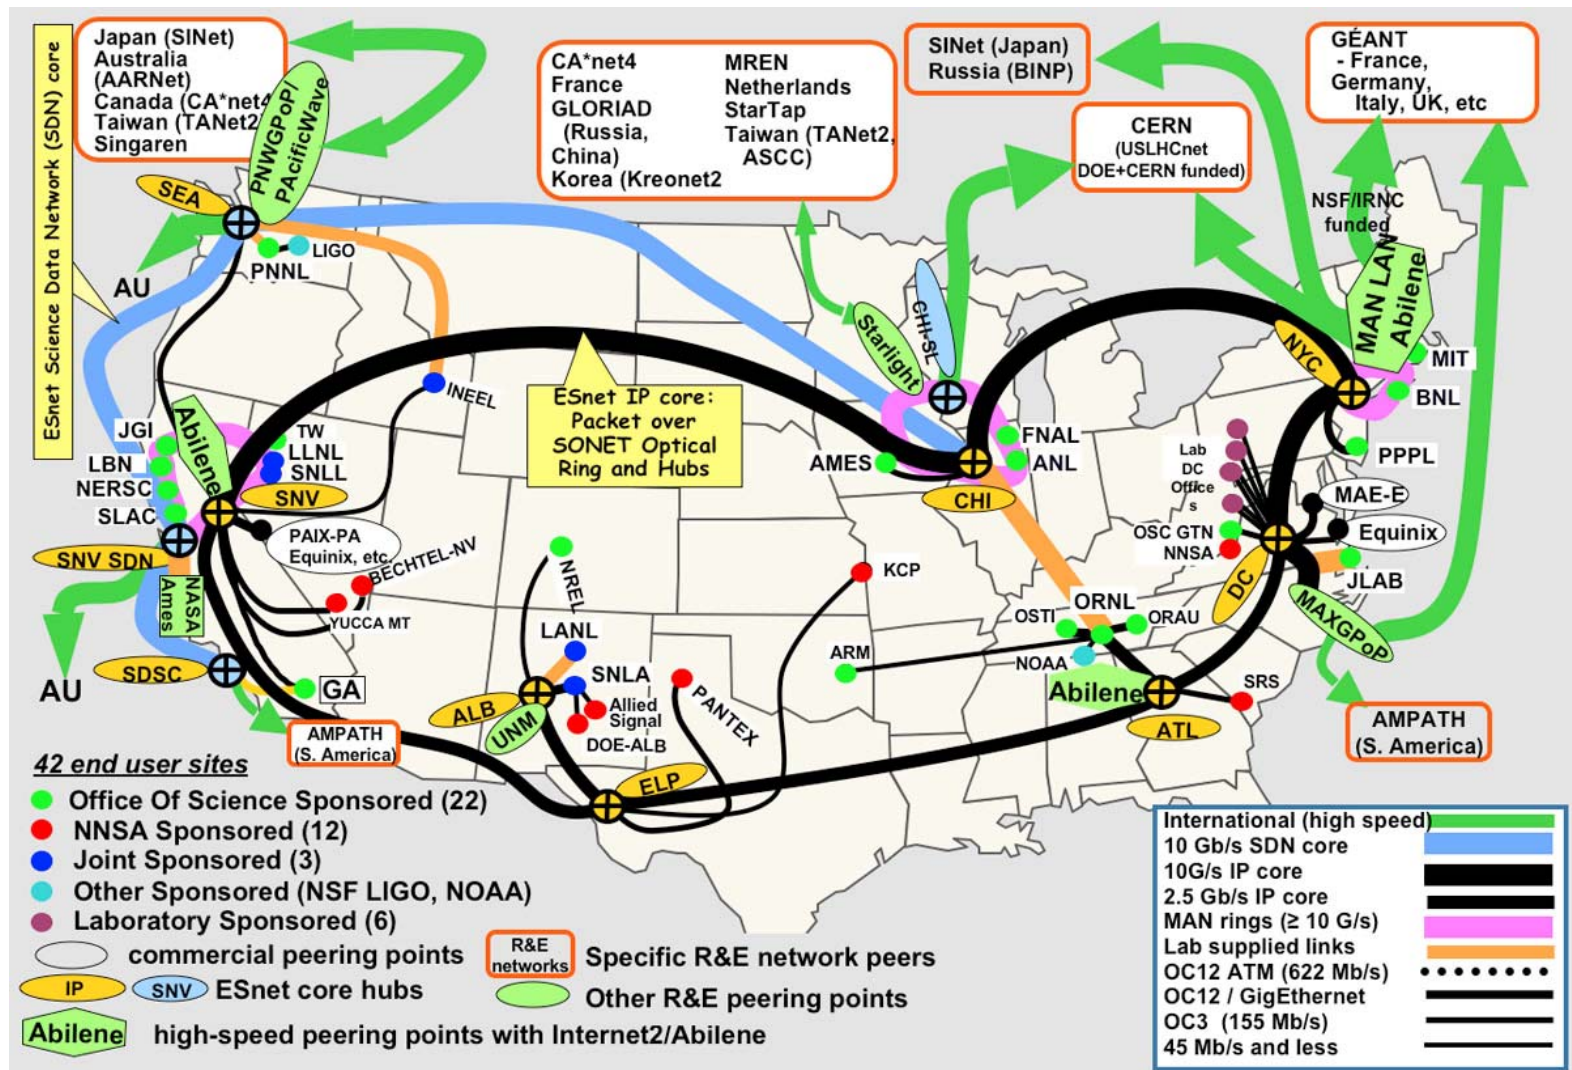 ESnet Science Data Network (SDN) core
Japan (SINet)
Australia
(AARNet)
Canada (CA*net4
Taiwan (TANet2
Singaren
PNWGPoP/
PAcificWave
CA*net4
France
GLORIAD
(Russia,
China)
Korea (Kreonet2
MREN
Netherlands
StarTap
Taiwan (TANet2,
ASCC)
SINet (Japan)
Russia (BINP)
CERN
(USLHCnet
DOE+CERN funded)
GÉANT
- France,
Germany,
Italy, UK, etc
NSF/IRNC
funded
MAN LAN
Abilene
SEA
AU
PNNL
LIGO
Starlight
CHI-SL
NYC
MIT
BNL
PPPL
INEEL
ESnet IP core:
Packet over
SONET Optical
Ring and Hubs
JGI
LBN
NERSC
SLAC
Abilene
TW
LLNL
SNLL
SNV
PAIX-PA
Equinix, etc.
SNV SDN
NASA
Ames
BECHTEL-NV
YUCCA MT
AU
SDSC
GA
AMPATH
(S. America)
AMES
FNAL
ANL
CHI
Lab
DC
Office
s
OSC GTN
NNSA
MAE-E
Equinix
JLAB
DC
MAXGPoP
AMPATH
(S. America)
NREL
KCP
LANL
SNLA
Allied
Signal
DOE-ALB
ALB
UNM
PANTEX
ELP
ARM
OSTI
ORNL
ORAU
NOAA
Abilene
ATL
SRS
42 end user sites
Office Of Science Sponsored (22)
NNSA Sponsored (12)
Joint Sponsored (3)
Other Sponsored (NSF LIGO, NOAA)
Laboratory Sponsored (6)
commercial peering points
IP
SNV
ESnet core hubs
Abilene
high-speed peering points with Internet2/Abilene
R&E
networks
Specific R&E network peers
Other R&E peering points
International (high speed)
10 Gb/s SDN core
10G/s IP core
2.5 Gb/s IP core
MAN rings (≥ 10 G/s)
Lab supplied links
OC12 ATM (622 Mb/s)
OC12 / GigEthernet
OC3 (155 Mb/s)
45 Mb/s and less